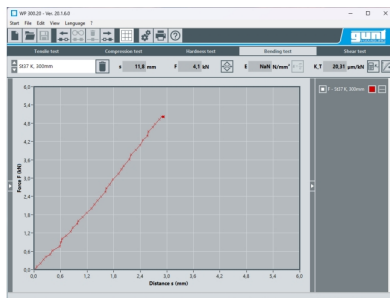 WP 300.20 - Ver. 20.1.6.0
Start File Edit View Language ?
gunt
Tensile test Compression test Hardness test Bending test Shear test
St37 K, 300mm s 11,8 mm F 4,1 kN E NaN N/mm² K,T 20,31 µm/kN
F - St37 K, 300mm
6,0
5,4
4,8
4,2
3,6
3,0
2,4
1,8
1,2
0,6
0,0
Force F (kN)
0,0 0,6 1,2 1,8 2,4 3,0 3,6 4,2 4,8 5,4 6,0
Distance s (mm)